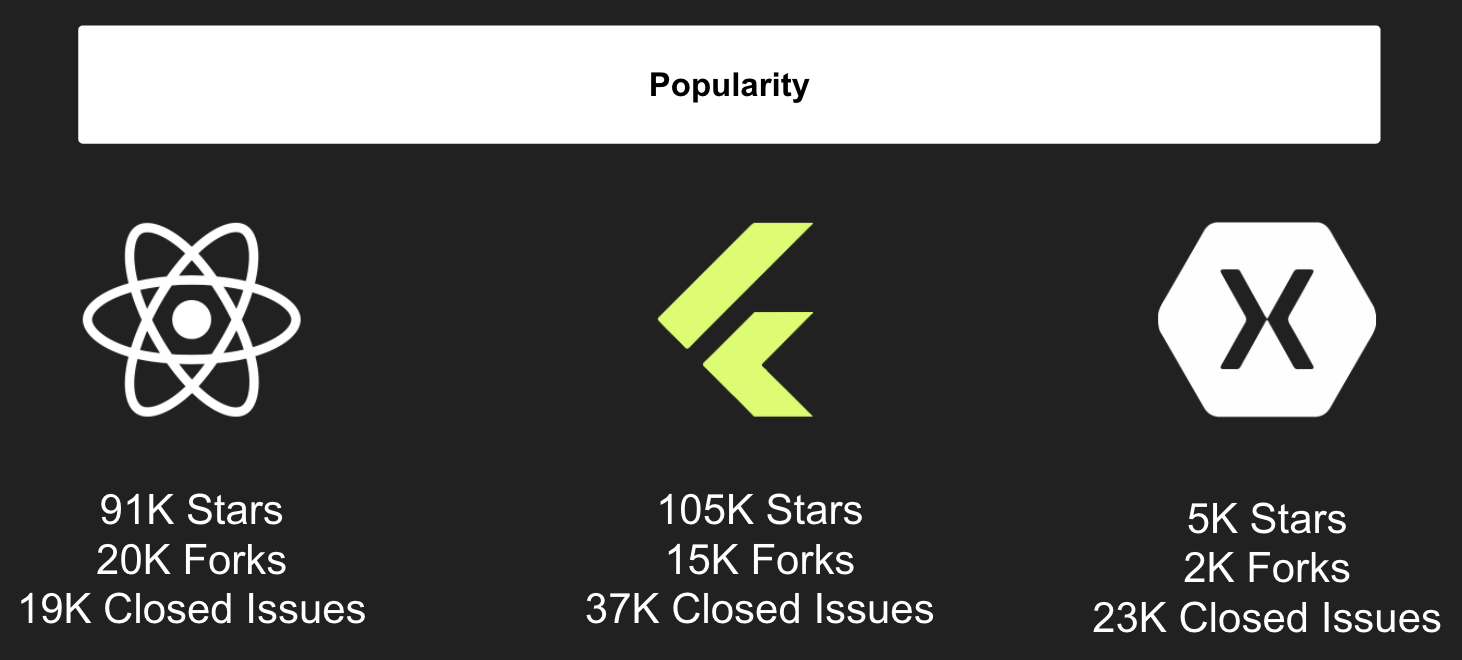 Popularity
91K Stars
20K Forks
19K Closed Issues
105K Stars
15K Forks
37K Closed Issues
5K Stars
2K Forks
23K Closed Issues